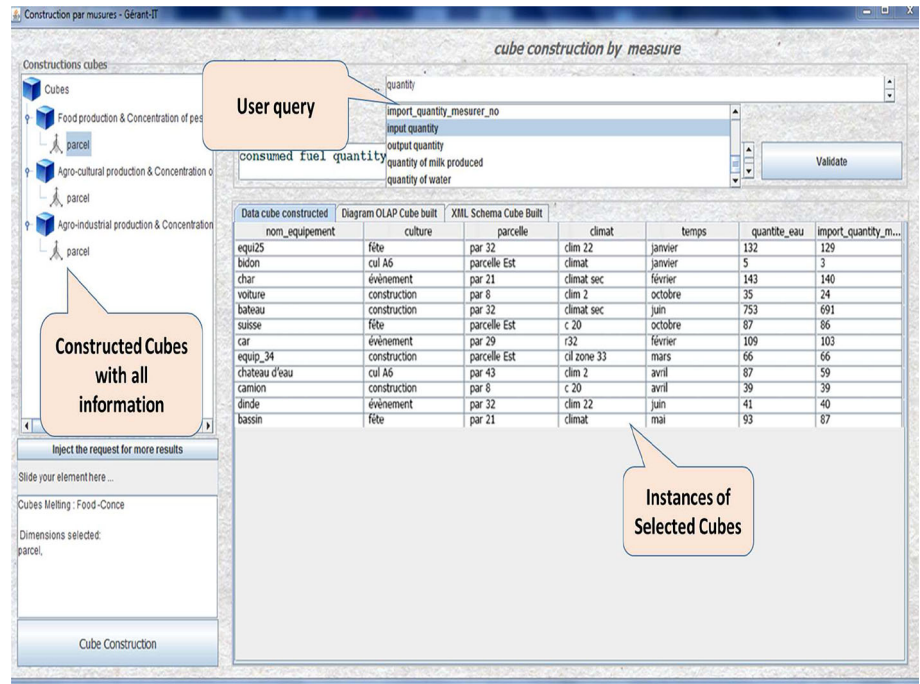 Construction par musures - Gérant-IT
cube construction by measure
Constructions cubes
Cubes
Food production & Concentration of pes
parcel
Agro-cultural production & Concentration o
parcel
Agro-industrial production & Concentration
parcel
User query
quantity
import_quantity_mesurer_no
input quantity
output quantity
quantity of milk produced
quantity of water
consumed fuel quantity
Validate
Data cube constructed Diagram OLAP Cube built XML Schema Cube Built
nom_equipement culture parcelle climat temps quantite_eau import_quantity_m...
equi25 fête par 32 clim 22 janvier 132 129
bidon cul A6 parcelle Est climat janvier 5 3
char évènement par 21 climat sec février 143 140
voiture construction par 8 clim 2 octobre 35 24
bateau construction par 32 climat sec juin 753 691
suisse fête parcelle Est c 20 octobre 87 86
car évènement par 29 r32 février 109 103
equip_34 construction parcelle Est cil zone 33 mars 66 66
chateau d'eau cul A6 par 43 clim 2 avril 87 59
camion construction par 8 c 20 avril 39 39
dinde évènement par 32 clim 22 juin 41 40
bassin fête par 21 climat mai 93 87
Constructed Cubes
with all
information
Instances of
Selected Cubes
Inject the request for more results
Slide your element here ...
Cubes Melting : Food -Conce
Dimensions selected:
parcel,
Cube Construction